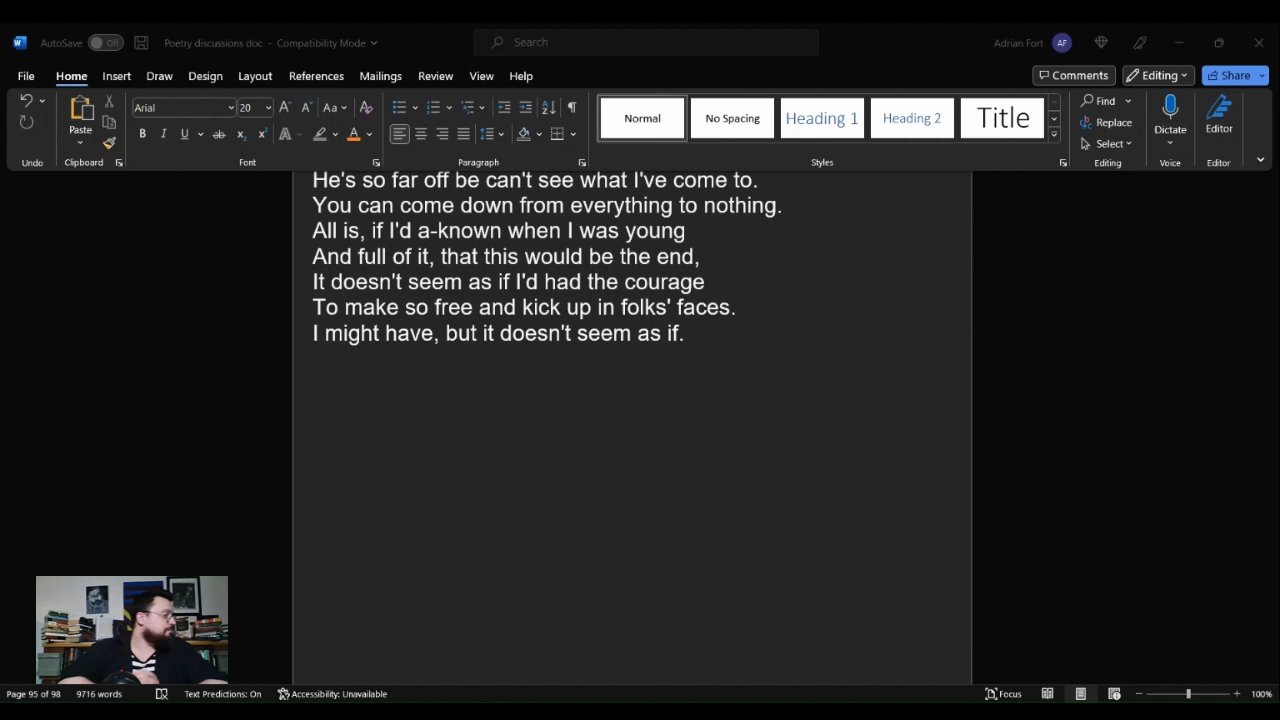 AutoSave Off Poetry discussions doc - Compatibility Mode Search Adrian Fort AF
File Home Insert Draw Design Layout References Mailings Review View Help Comments Editing Share
Arial 20 A A Aa A Normal No Spacing Heading 1 Heading 2 Title Find
Paste B I U ab x₂ x² A A Replace Dictate Editor
Select
Undo Clipboard Font Paragraph Styles Editing Voice Editor
He's so far off be can't see what I've come to.
You can come down from everything to nothing.
All is, if I'd a-known when I was young
And full of it, that this would be the end,
It doesn't seem as if I'd had the courage
To make so free and kick up in folks' faces.
I might have, but it doesn't seem as if.
Page 95 of 98 9716 words Text Predictions: On Accessibility: Unavailable Focus 100%